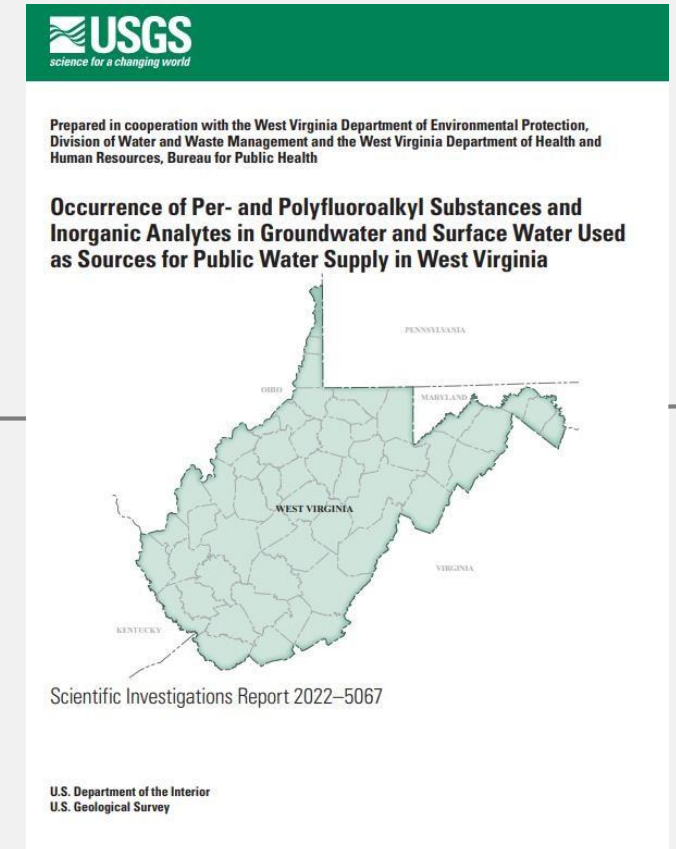 USGS
science for a changing world
Prepared in cooperation with the West Virginia Department of Environmental Protection,
Division of Water and Waste Management and the West Virginia Department of Health and
Human Resources, Bureau for Public Health
Occurrence of Per- and Polyfluoroalkyl Substances and
Inorganic Analytes in Groundwater and Surface Water Used
as Sources for Public Water Supply in West Virginia
PENNSYLVANIA
OHIO
MARYLAND
WEST VIRGINIA
VIRGINIA
KENTUCKY
Scientific Investigations Report 2022–5067
U.S. Department of the Interior
U.S. Geological Survey